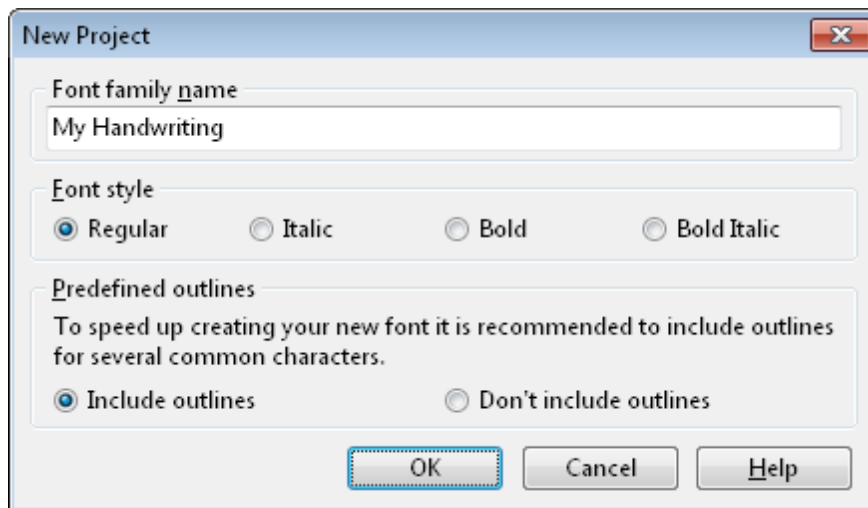 New Project
Font family name
My Handwriting
Font style
Regular Italic Bold Bold Italic
Predefined outlines
To speed up creating your new font it is recommended to include outlines
for several common characters.
Include outlines Don't include outlines
OK Cancel Help